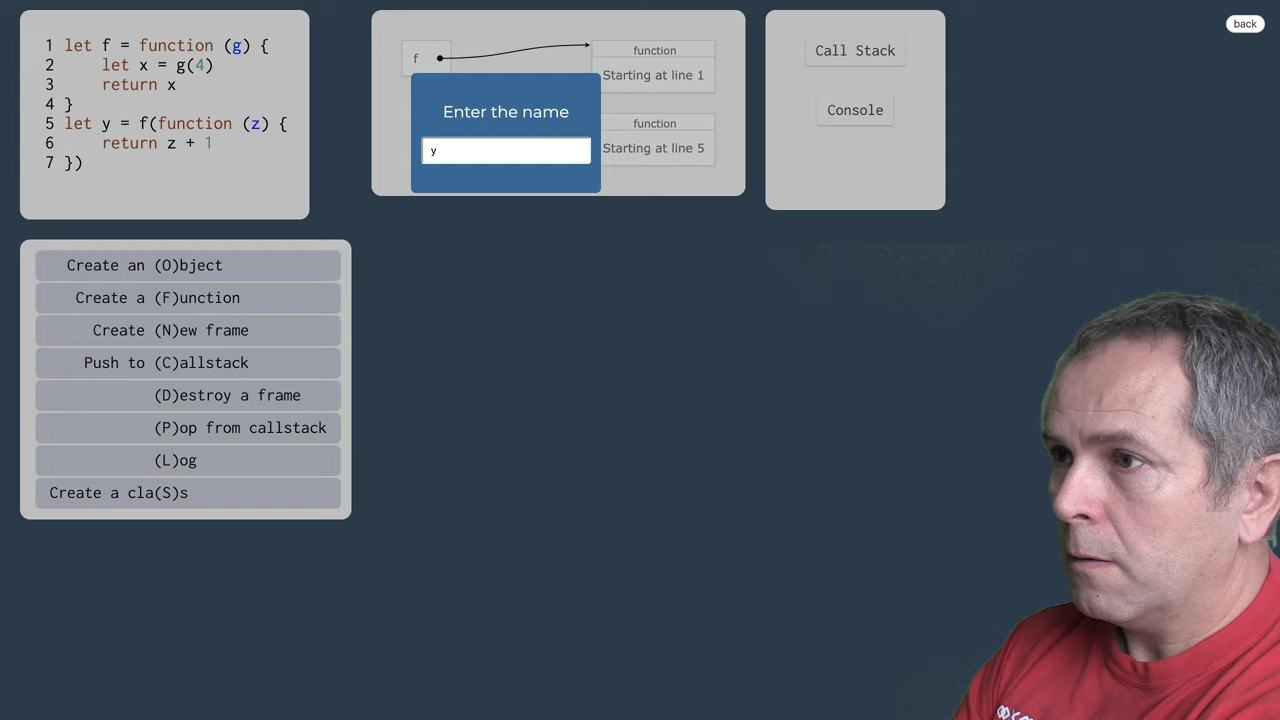 back
1 let f = function (g) {
2 let x = g(4)
3 return x
4 }
5 let y = f(function (z) {
6 return z + 1
7 })
f
function
Starting at line 1
Enter the name
y
function
Starting at line 5
Call Stack
Console
Create an (O)bject
Create a (F)unction
Create (N)ew frame
Push to (C)allstack
(D)estroy a frame
(P)op from callstack
(L)og
Create a cla(S)s